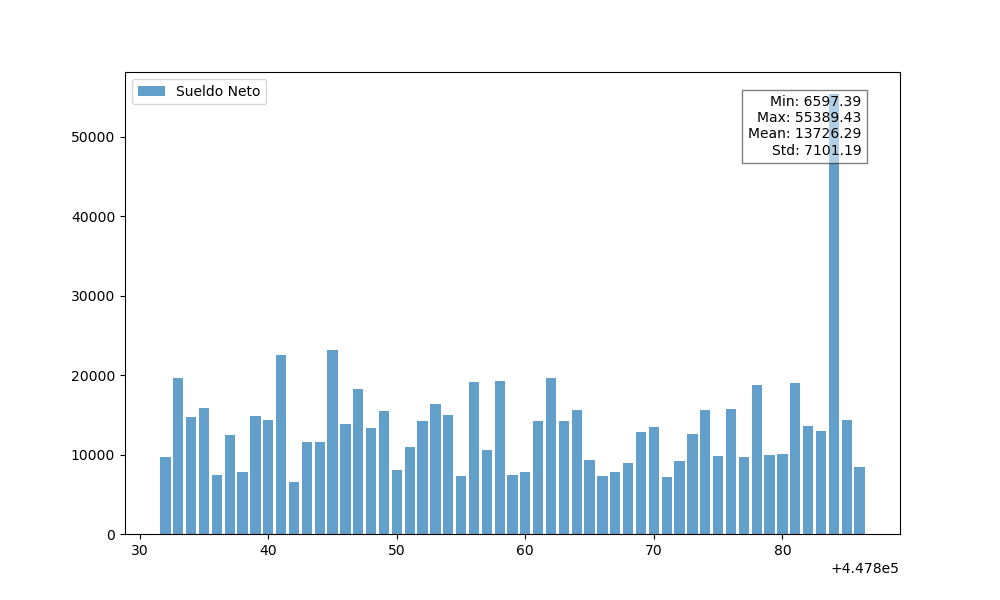 Sueldo Neto
Min: 6597.39
Max: 55389.43
Mean: 13726.29
Std: 7101.19
50000
40000
30000
20000
10000
0
30 40 50 60 70 80
+4.478e5